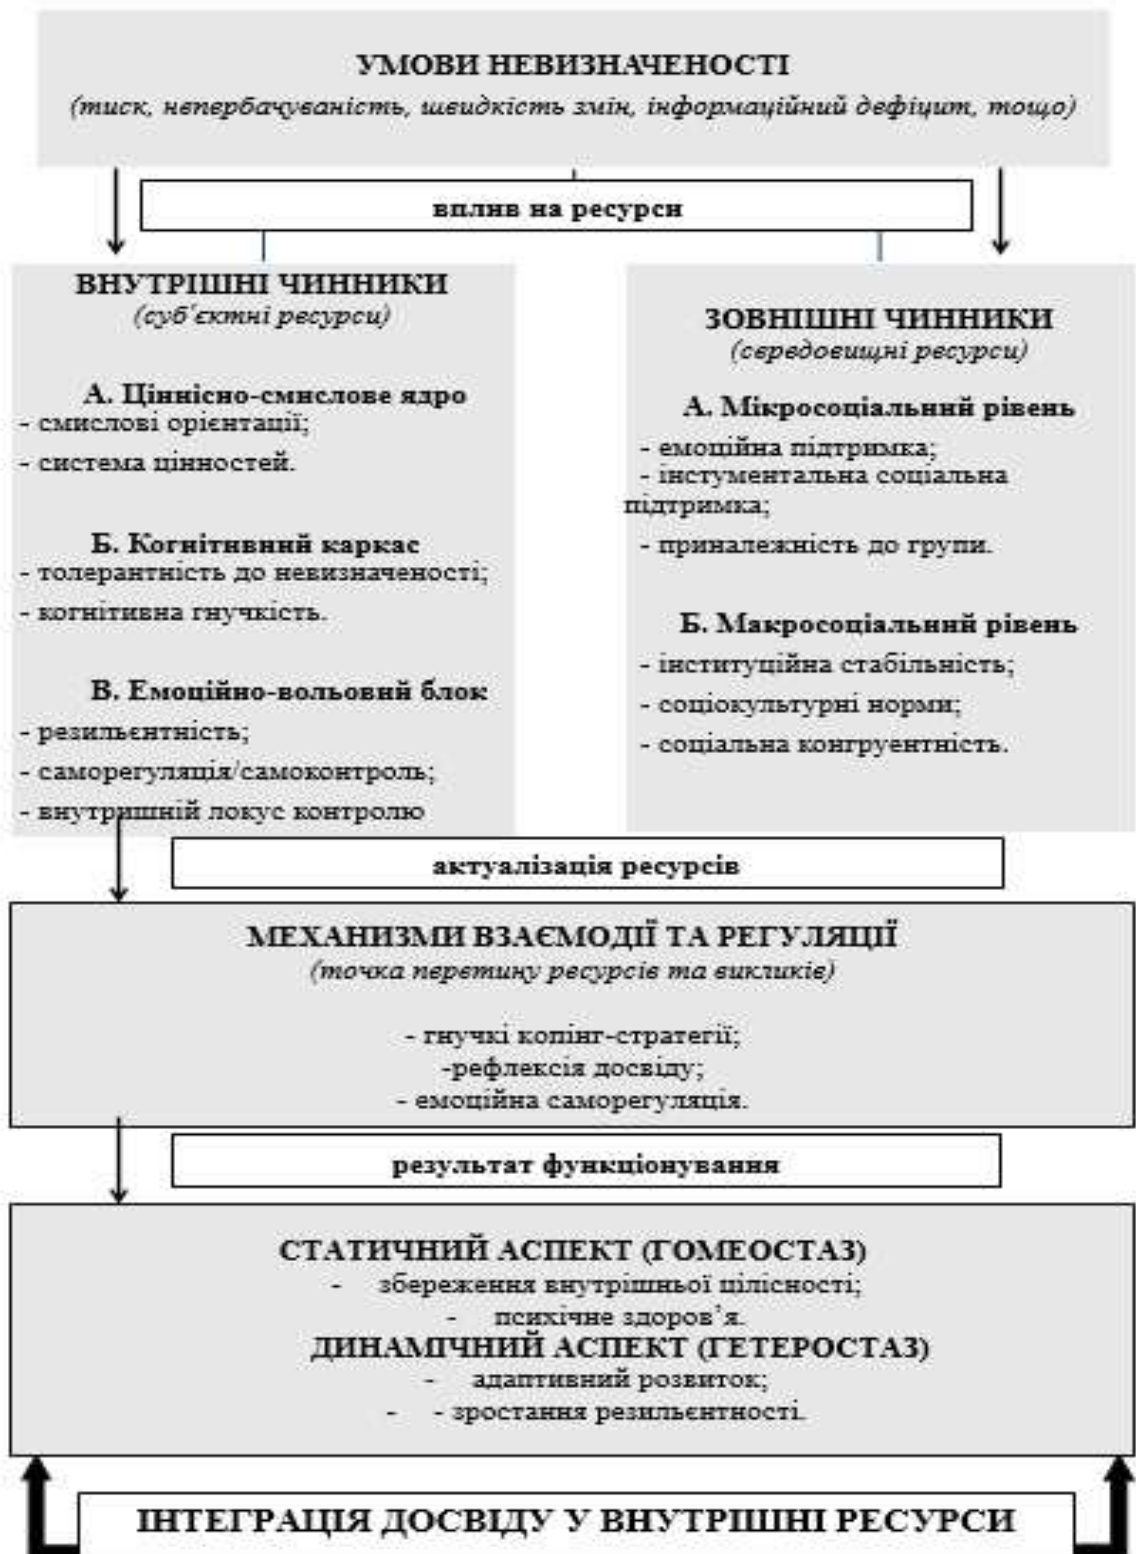 УМОВИ НЕВИЗНАЧЕНОСТІ
(тиск, непербачуваність, швидкість змін, інформаційний дефіцит, тощо)
вплив на ресурси
ВНУТРІШНІ ЧИННИКИ
(суб'єктні ресурси)
А. Ціннісно-смислове ядро
- смислові орієнтації;
- система цінностей.
Б. Когнітивний каркас
- толерантність до невизначеності;
- когнітивна гнучкість.
В. Емоційно-вольовий блок
- резильєнтність;
- саморегуляція/самоконтроль;
- внутришній локус контролю
ЗОВНІШНІ ЧИННИКИ
(середовищні ресурси)
А. Мікросоціальний рівень
- емоційна підтримка;
- інстументальна соціальна
підтримка;
- приналежність до групи.
Б. Макросоціальний рівень
- інституційна стабільність;
- соціокультурні норми;
- соціальна конгруентність.
актуалізація ресурсів
МЕХАНИЗМИ ВЗАЄМОДІЇ ТА РЕГУЛЯЦІЇ
(точка перетину ресурсів та викликів)
- гнучкі копінг-стратегії;
-рефлексія досвіду;
- емоційна саморегуляція.
результат функціонування
СТАТИЧНИЙ АСПЕКТ (ГОМЕОСТАЗ)
- збереження внутрішньої цілісності;
- психічне здоров’я.
ДИНАМІЧНИЙ АСПЕКТ (ГЕТЕРОСТАЗ)
- адаптивний розвиток;
- - зростання резильєнтності.
ІНТЕГРАЦІЯ ДОСВІДУ У ВНУТРІШНІ РЕСУРСИ